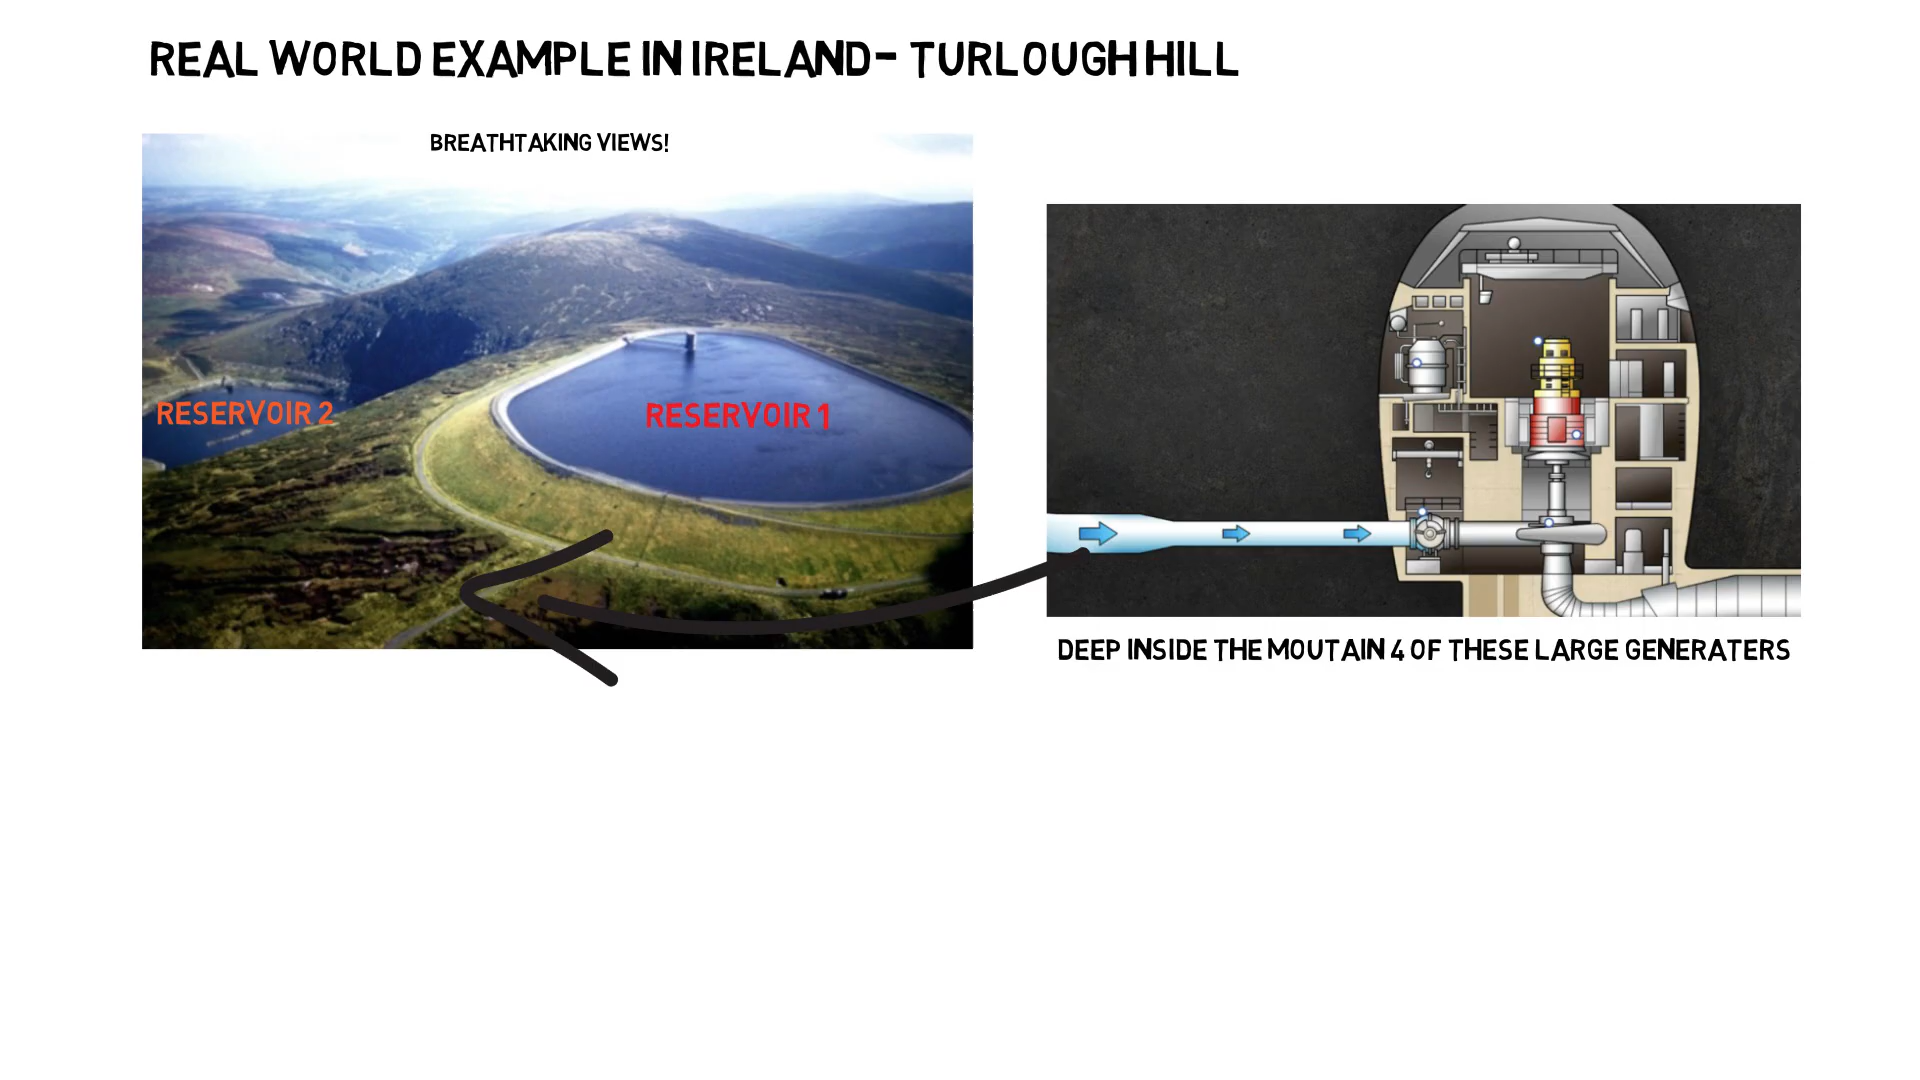 REAL WORLD EXAMPLE IN IRELAND- TURLOUGH HILL
BREATHTAKING VIEWS!
RESERVOIR 2
RESERVOIR 1
DEEP INSIDE THE MOUTAIN 4 OF THESE LARGE GENERATERS